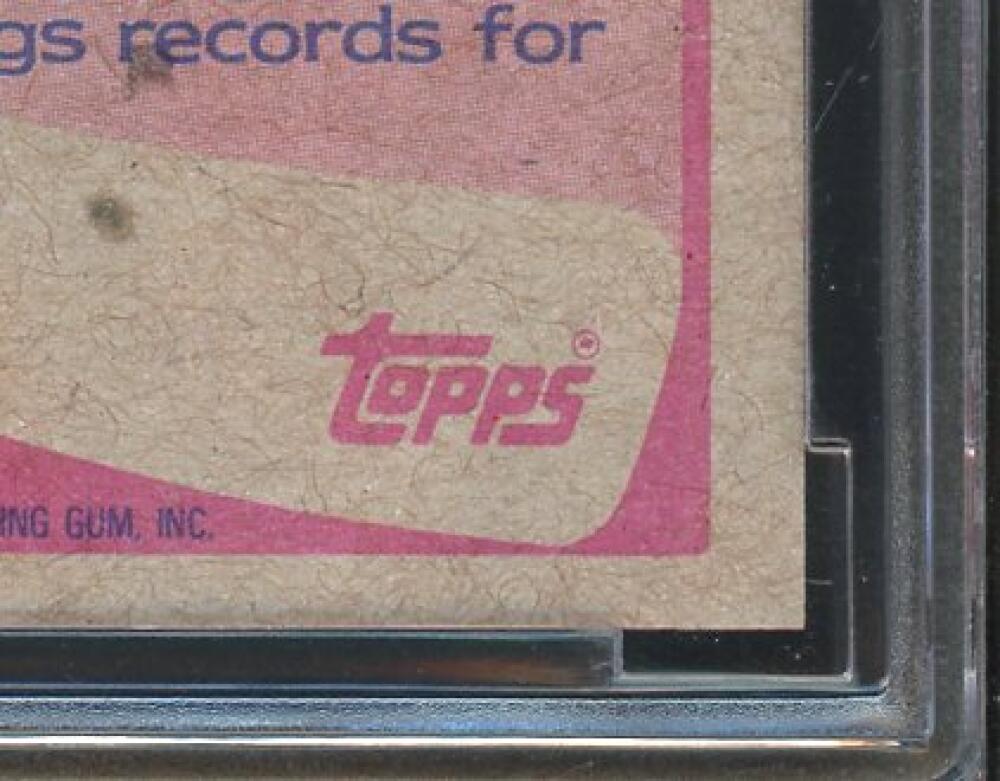 gs records for
topps®
ING GUM, INC.